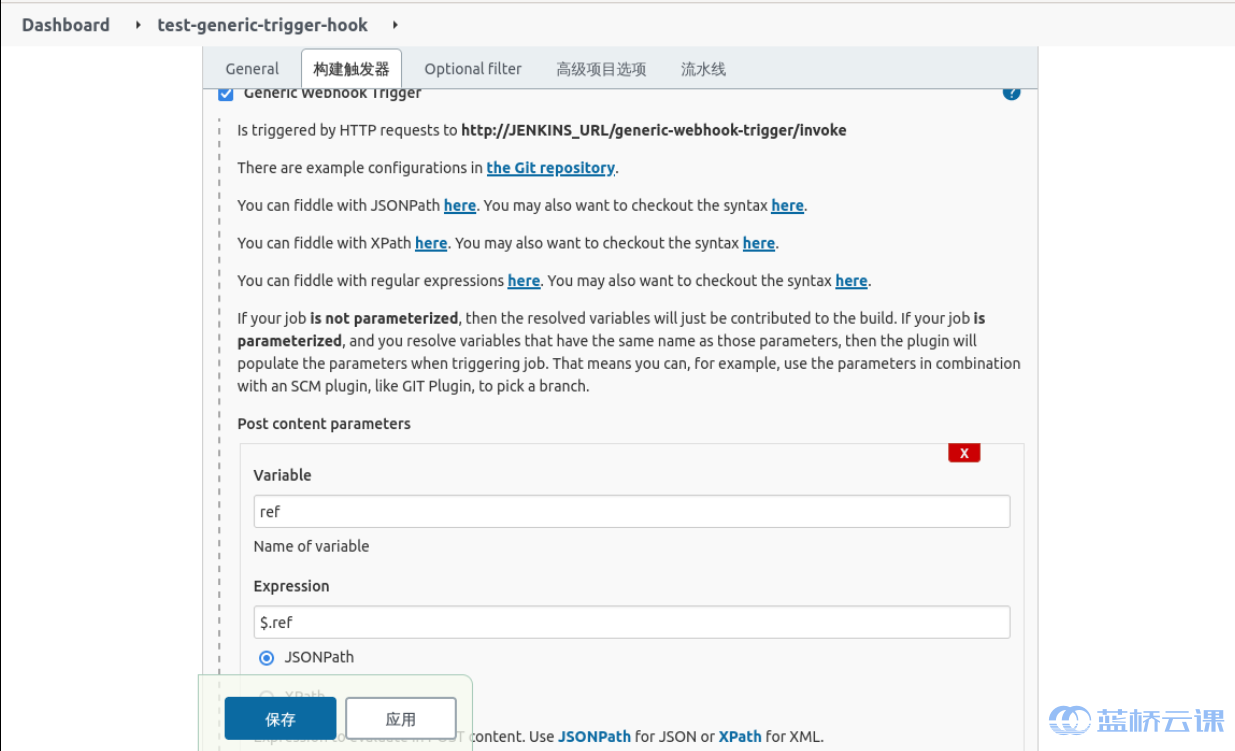 Dashboard test-generic-trigger-hook
General 构建触发器 Optional filter 高级项目选项 流水线
Generic Webhook Trigger
?
Is triggered by HTTP requests to http://JENKINS_URL/generic-webhook-trigger/invoke
There are example configurations in the Git repository.
You can fiddle with JSONPath here. You may also want to checkout the syntax here.
You can fiddle with XPath here. You may also want to checkout the syntax here.
You can fiddle with regular expressions here. You may also want to checkout the syntax here.
If your job is not parameterized, then the resolved variables will just be contributed to the build. If your job is
parameterized, and you resolve variables that have the same name as those parameters, then the plugin will
populate the parameters when triggering job. That means you can, for example, use the parameters in combination
with an SCM plugin, like GIT Plugin, to pick a branch.
Post content parameters
X
Variable
ref
Name of variable
Expression
$.ref
JSONPath
XPath
保存 应用
Expression to evaluate in POST content. Use JSONPath for JSON or XPath for XML.
蓝桥云课